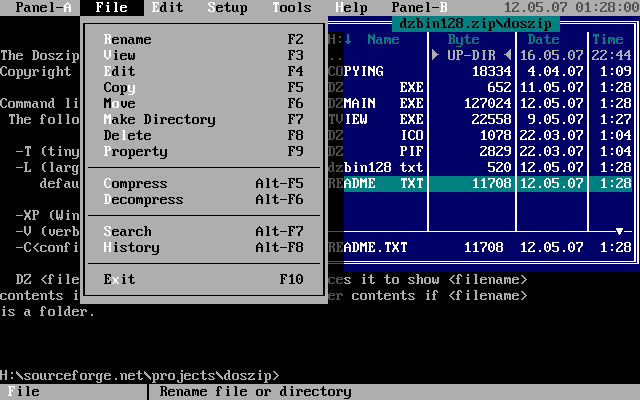 Panel-A File Edit Setup Tools Help Panel-B 12.05.07 01:28:00
dzbin128.zip\doszip
H:↓ Name Byte Date Time
Rename F2
View F3
Edit F4
Copy F5
Move F6
Make Directory F7
Delete F8
Property F9
Compress Alt-F5
Decompress Alt-F6
Search Alt-F7
History Alt-F8
Exit F10
.. ► UP-DIR ◄ 16.05.07 22:44
COPYING 18334 4.04.07 1:09
DZ EXE 652 11.05.07 1:28
DZMAIN EXE 127024 12.05.07 1:28
TVIEW EXE 22558 9.05.07 1:27
DZ ICO 1078 22.03.07 1:04
DZ PIF 2829 22.03.07 1:04
dzbin128 txt 520 12.05.07 1:28
README TXT 11708 12.05.07 1:28
README.TXT 11708 12.05.07 1:28
The Doszip
Copyright
Command li
The follo
-T (tiny
-L (larg
defau
-XP (Win
-V (verb
-C<confi
DZ <file ces it to show <filename>
contents i er contents if <filename>
is a folder.
H:\sourceforge.net\projects\doszip>
File Rename file or directory